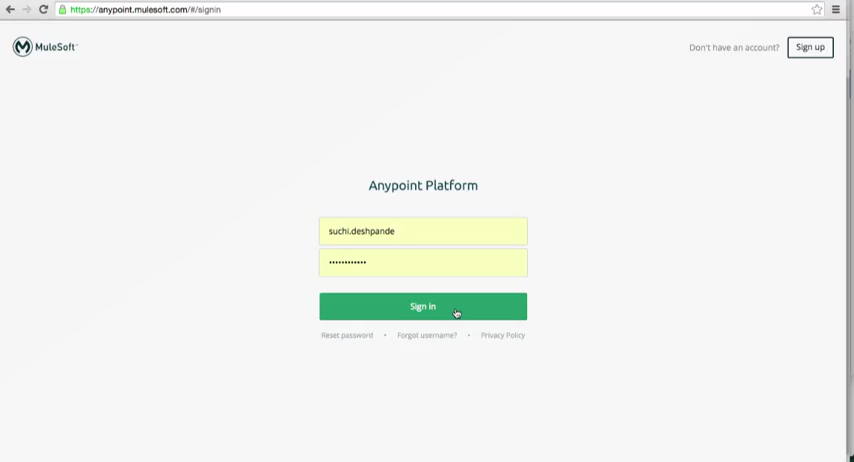 https://anypoint.mulesoft.com/#/signin
MuleSoft
Don't have an account? Sign up
Anypoint Platform
suchi.deshpande
••••••••••••
Sign in
Reset password • Forgot username? • Privacy Policy